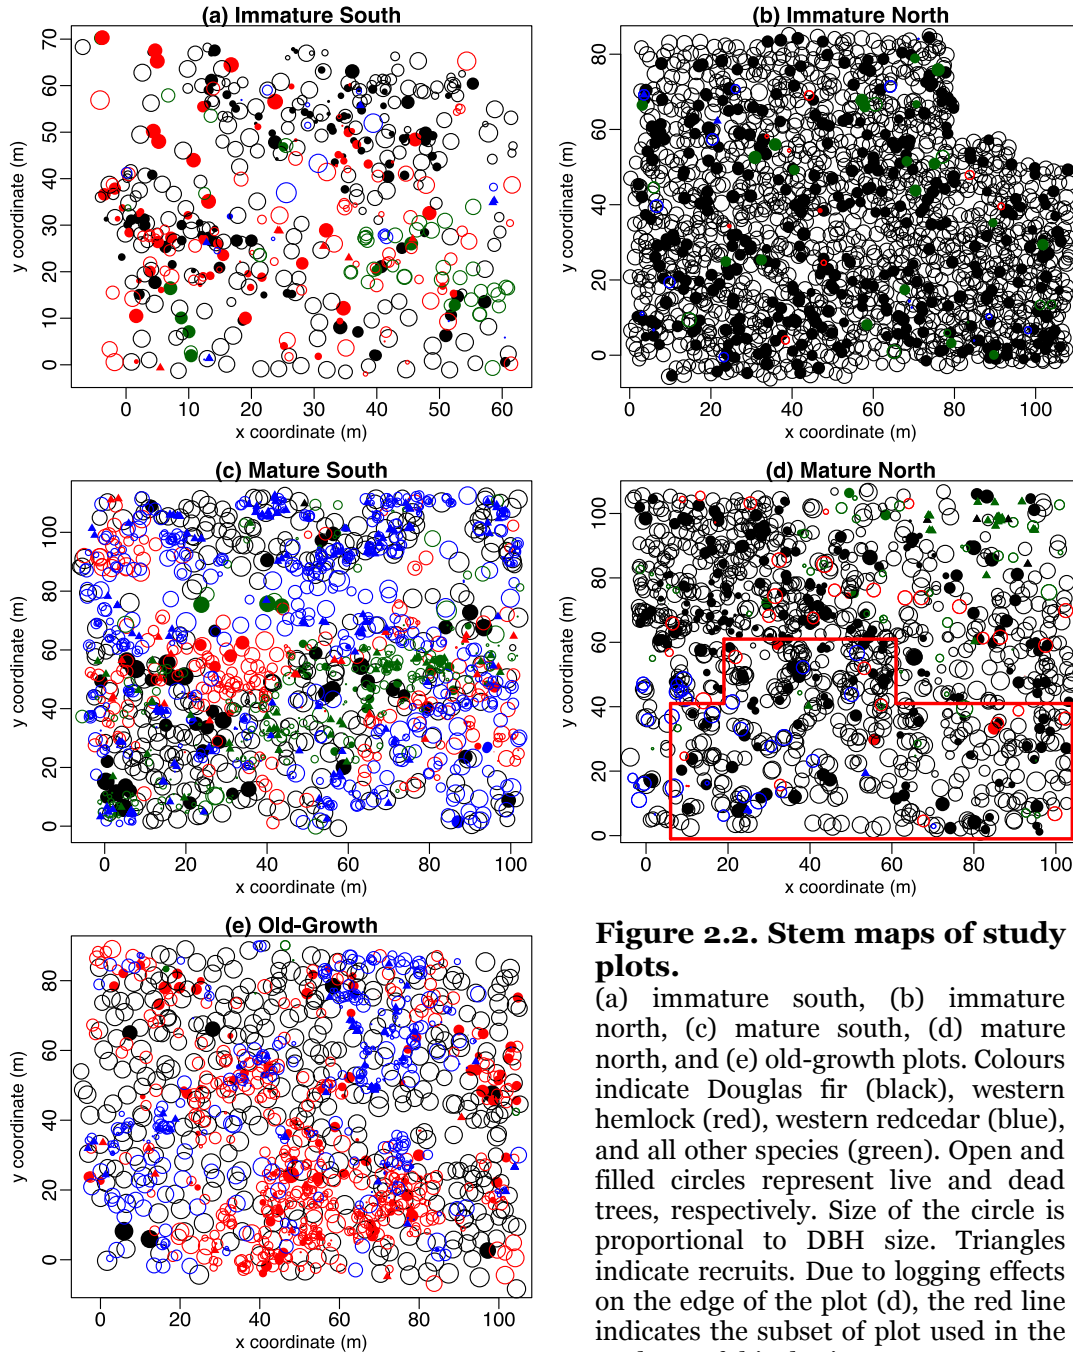 (a) Immature South
y coordinate (m)
70
60
50
40
30
20
10
0
0 10 20 30 40 50 60
x coordinate (m)
(b) Immature North
y coordinate (m)
80
60
40
20
0
0 20 40 60 80 100
x coordinate (m)
(c) Mature South
y coordinate (m)
100
80
60
40
20
0
0 20 40 60 80 100
x coordinate (m)
(d) Mature North
y coordinate (m)
100
80
60
40
20
0
0 20 40 60 80 100
x coordinate (m)
(e) Old-Growth
y coordinate (m)
80
60
40
20
0
0 20 40 60 80 100
x coordinate (m)
Figure 2.2. Stem maps of study
plots.
(a) immature south, (b) immature
north, (c) mature south, (d) mature
north, and (e) old-growth plots. Colours
indicate Douglas fir (black), western
hemlock (red), western redcedar (blue),
and all other species (green). Open and
filled circles represent live and dead
trees, respectively. Size of the circle is
proportional to DBH size. Triangles
indicate recruits. Due to logging effects
on the edge of the plot (d), the red line
indicates the subset of plot used in the